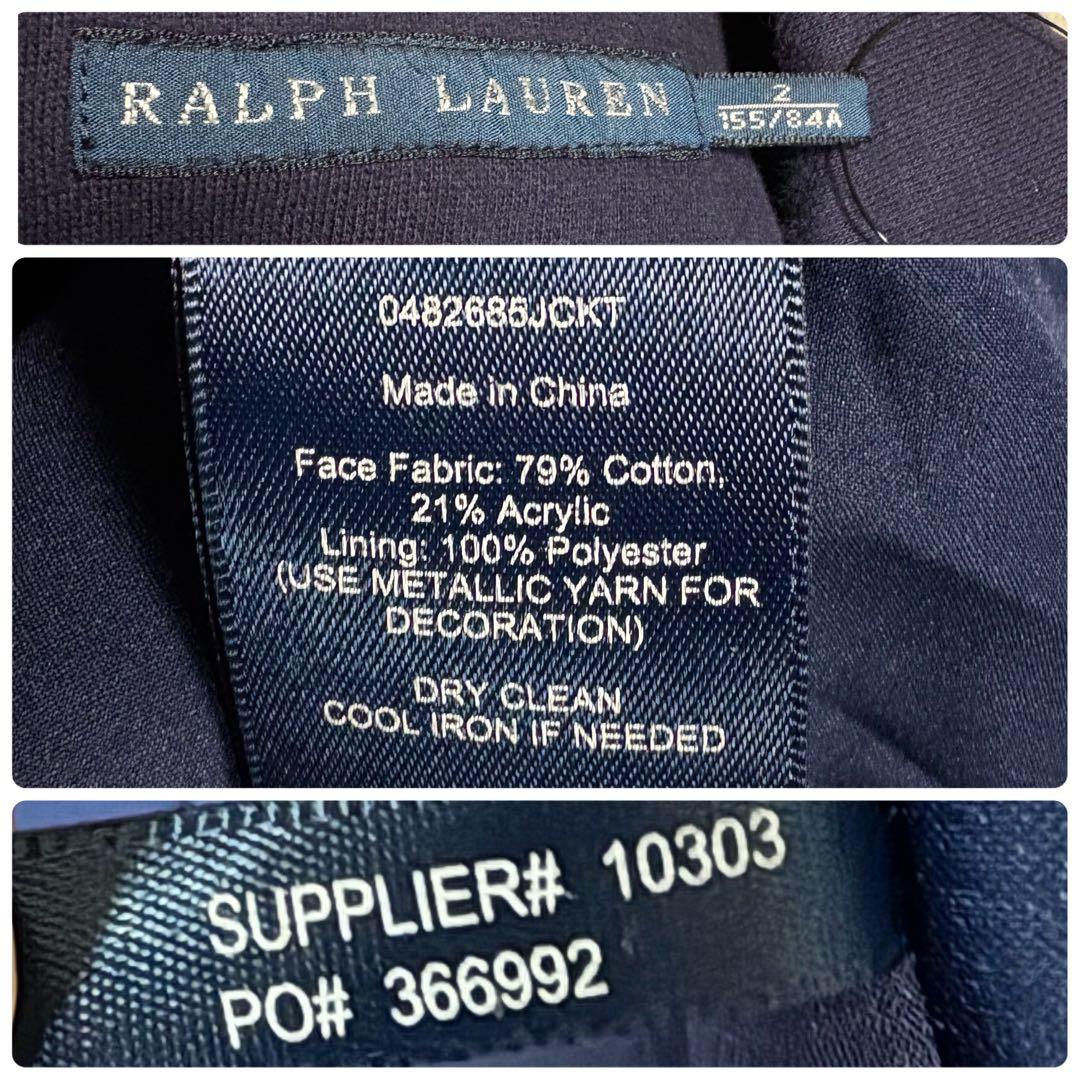 RALPH LAUREN
2
155/84A
0482685JCKT
Made in China
Face Fabric: 79% Cotton,
21% Acrylic
Lining: 100% Polyester
(USE METALLIC YARN FOR
DECORATION)
DRY CLEAN
COOL IRON IF NEEDED
SUPPLIER# 10303
PO# 366992